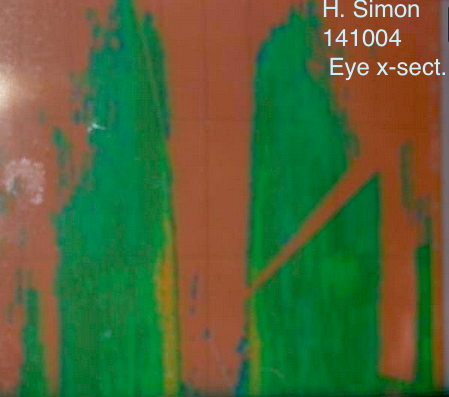 H. Simon
141004
Eye x-sect.